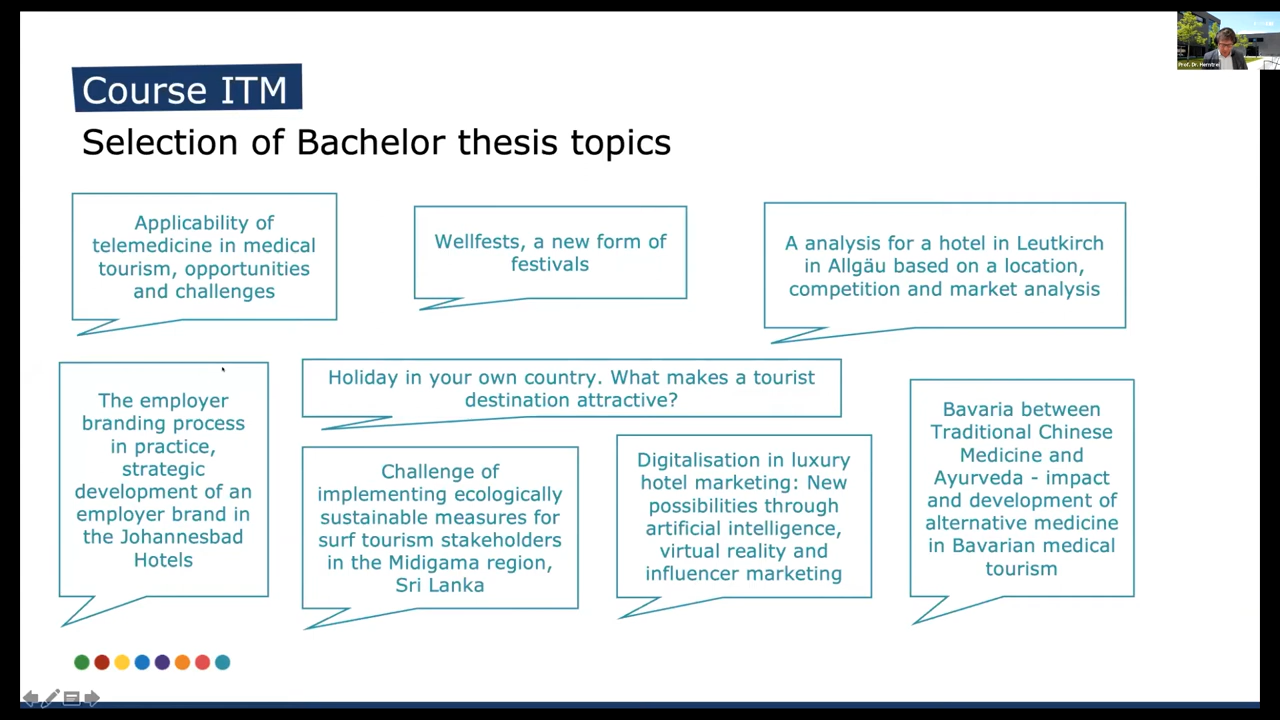 Course ITM
Selection of Bachelor thesis topics
Applicability of
telemedicine in medical
tourism, opportunities
and challenges
Wellfests, a new form of
festivals
A analysis for a hotel in Leutkirch
in Allgäu based on a location,
competition and market analysis
The employer
branding process
in practice,
strategic
development of an
employer brand in
the Johannesbad
Hotels
Holiday in your own country. What makes a tourist
destination attractive?
Challenge of
implementing ecologically
sustainable measures for
surf tourism stakeholders
in the Midigama region,
Sri Lanka
Digitalisation in luxury
hotel marketing: New
possibilities through
artificial intelligence,
virtual reality and
influencer marketing
Bavaria between
Traditional Chinese
Medicine and
Ayurveda - impact
and development of
alternative medicine
in Bavarian medical
tourism
Prof. Dr.